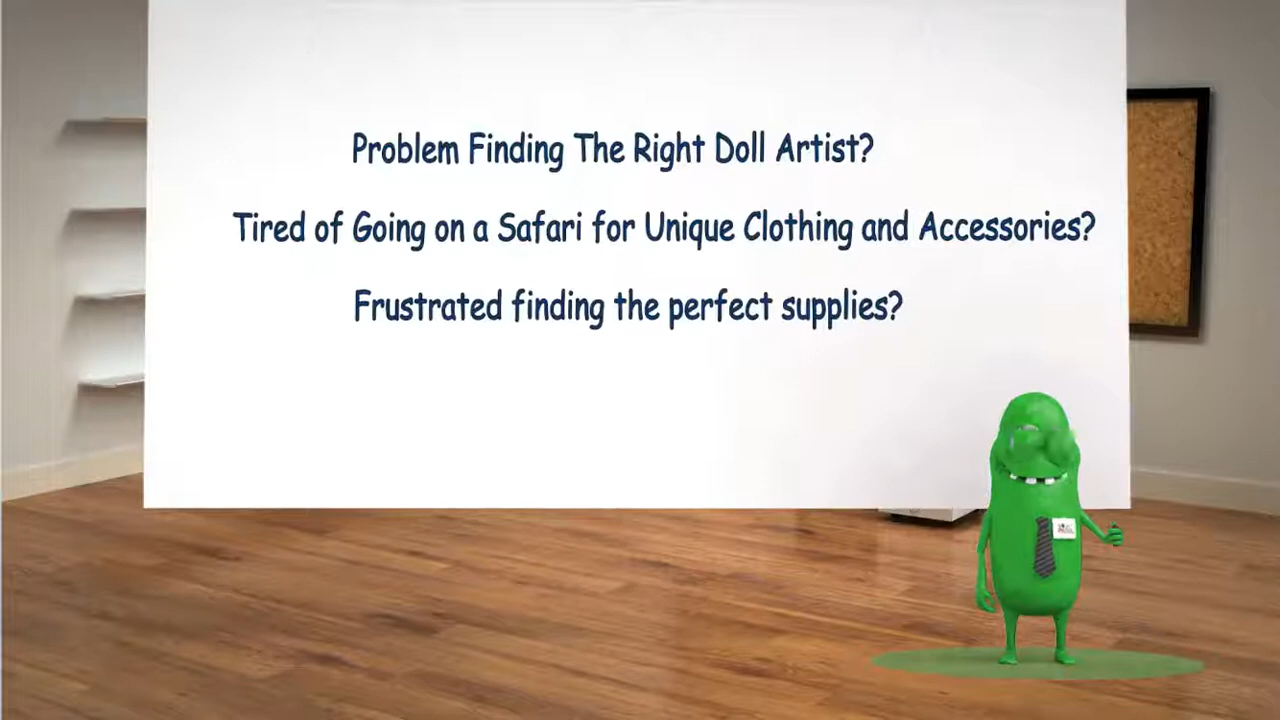 Problem Finding The Right Doll Artist?
Tired of Going on a Safari for Unique Clothing and Accessories?
Frustrated finding the perfect supplies?